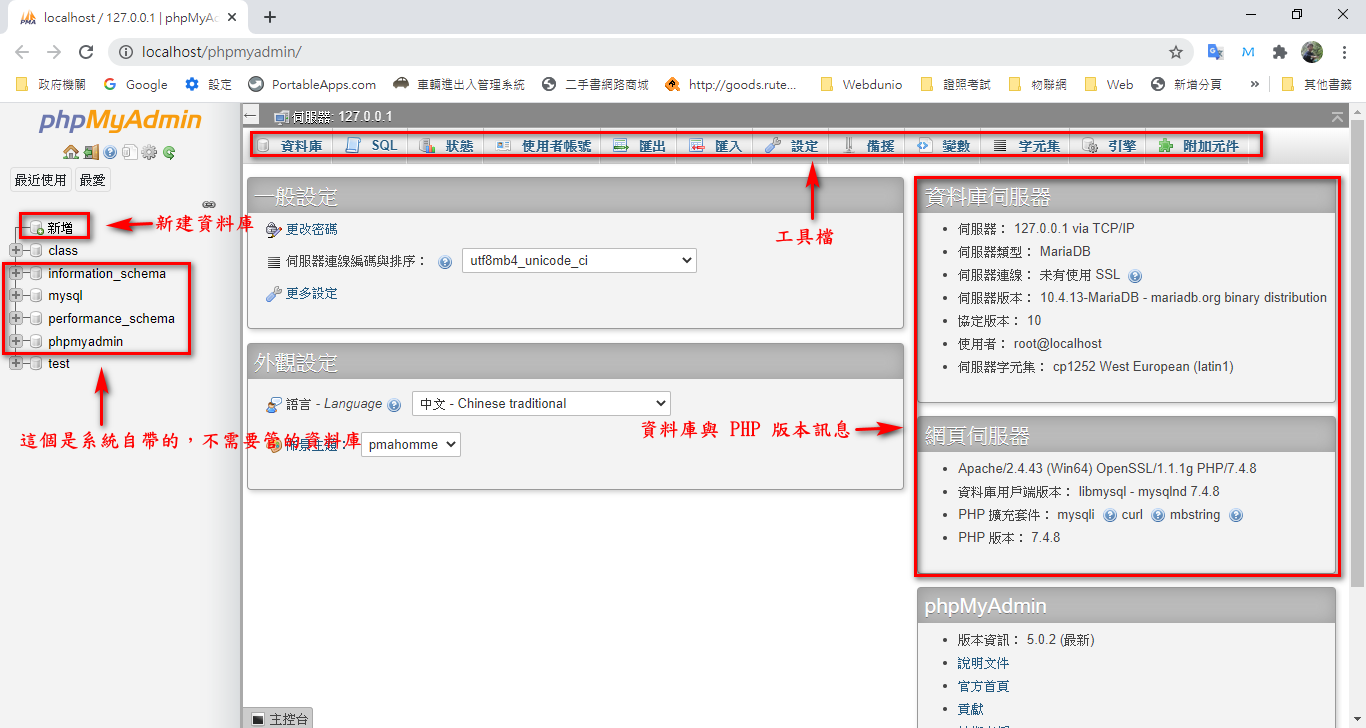 localhost / 127.0.0.1 | phpMyAd
localhost/phpmyadmin/
政府機關 Google 設定 PortableApps.com 車輛進出入管理系統 二手書網路商城 http://goods.rute... Webdunio 證照考試 物聯網 Web 新增分頁 » 其他書籤
phpMyAdmin
最近使用 最愛
新增
新建資料庫
class
information_schema
mysql
performance_schema
phpmyadmin
test
這個是系統自帶的，不需要管的資料庫
伺服器: 127.0.0.1
資料庫 SQL 狀態 使用者帳號 匯出 匯入 設定 備援 變數 字元集 引擎 附加元件
工具檔
一般設定
更改密碼
伺服器連線編碼與排序： utf8mb4_unicode_ci
更多設定
外觀設定
語言 - Language 中文 - Chinese traditional
佈景主題： pmahomme
資料庫與 PHP 版本訊息
資料庫伺服器
• 伺服器： 127.0.0.1 via TCP/IP
• 伺服器類型： MariaDB
• 伺服器連線： 未有使用 SSL
• 伺服器版本： 10.4.13-MariaDB - mariadb.org binary distribution
• 協定版本： 10
• 使用者： root@localhost
• 伺服器字元集： cp1252 West European (latin1)
網頁伺服器
• Apache/2.4.43 (Win64) OpenSSL/1.1.1g PHP/7.4.8
• 資料庫用戶端版本： libmysql - mysqlnd 7.4.8
• PHP 擴充套件： mysqli curl mbstring
• PHP 版本： 7.4.8
phpMyAdmin
• 版本資訊： 5.0.2 (最新)
• 說明文件
• 官方首頁
• 貢獻
主控台